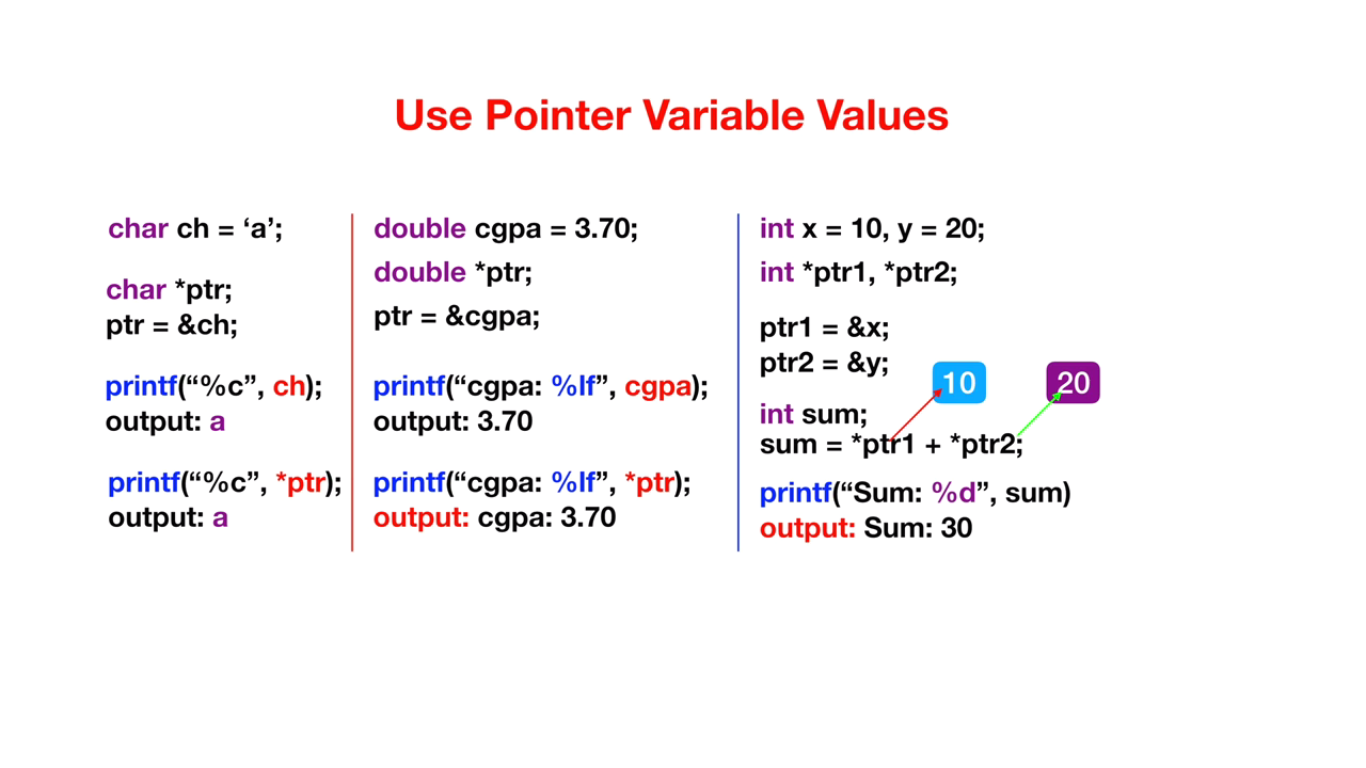 Use Pointer Variable Values
char ch = ‘a’;
char *ptr;
ptr = &ch;
printf(“%c”, ch);
output: a
printf(“%c”, *ptr);
output: a
double cgpa = 3.70;
double *ptr;
ptr = &cgpa;
printf(“cgpa: %lf”, cgpa);
output: 3.70
printf(“cgpa: %lf”, *ptr);
output: cgpa: 3.70
int x = 10, y = 20;
int *ptr1, *ptr2;
ptr1 = &x;
ptr2 = &y;
10
20
int sum;
sum = *ptr1 + *ptr2;
printf(“Sum: %d”, sum)
output: Sum: 30